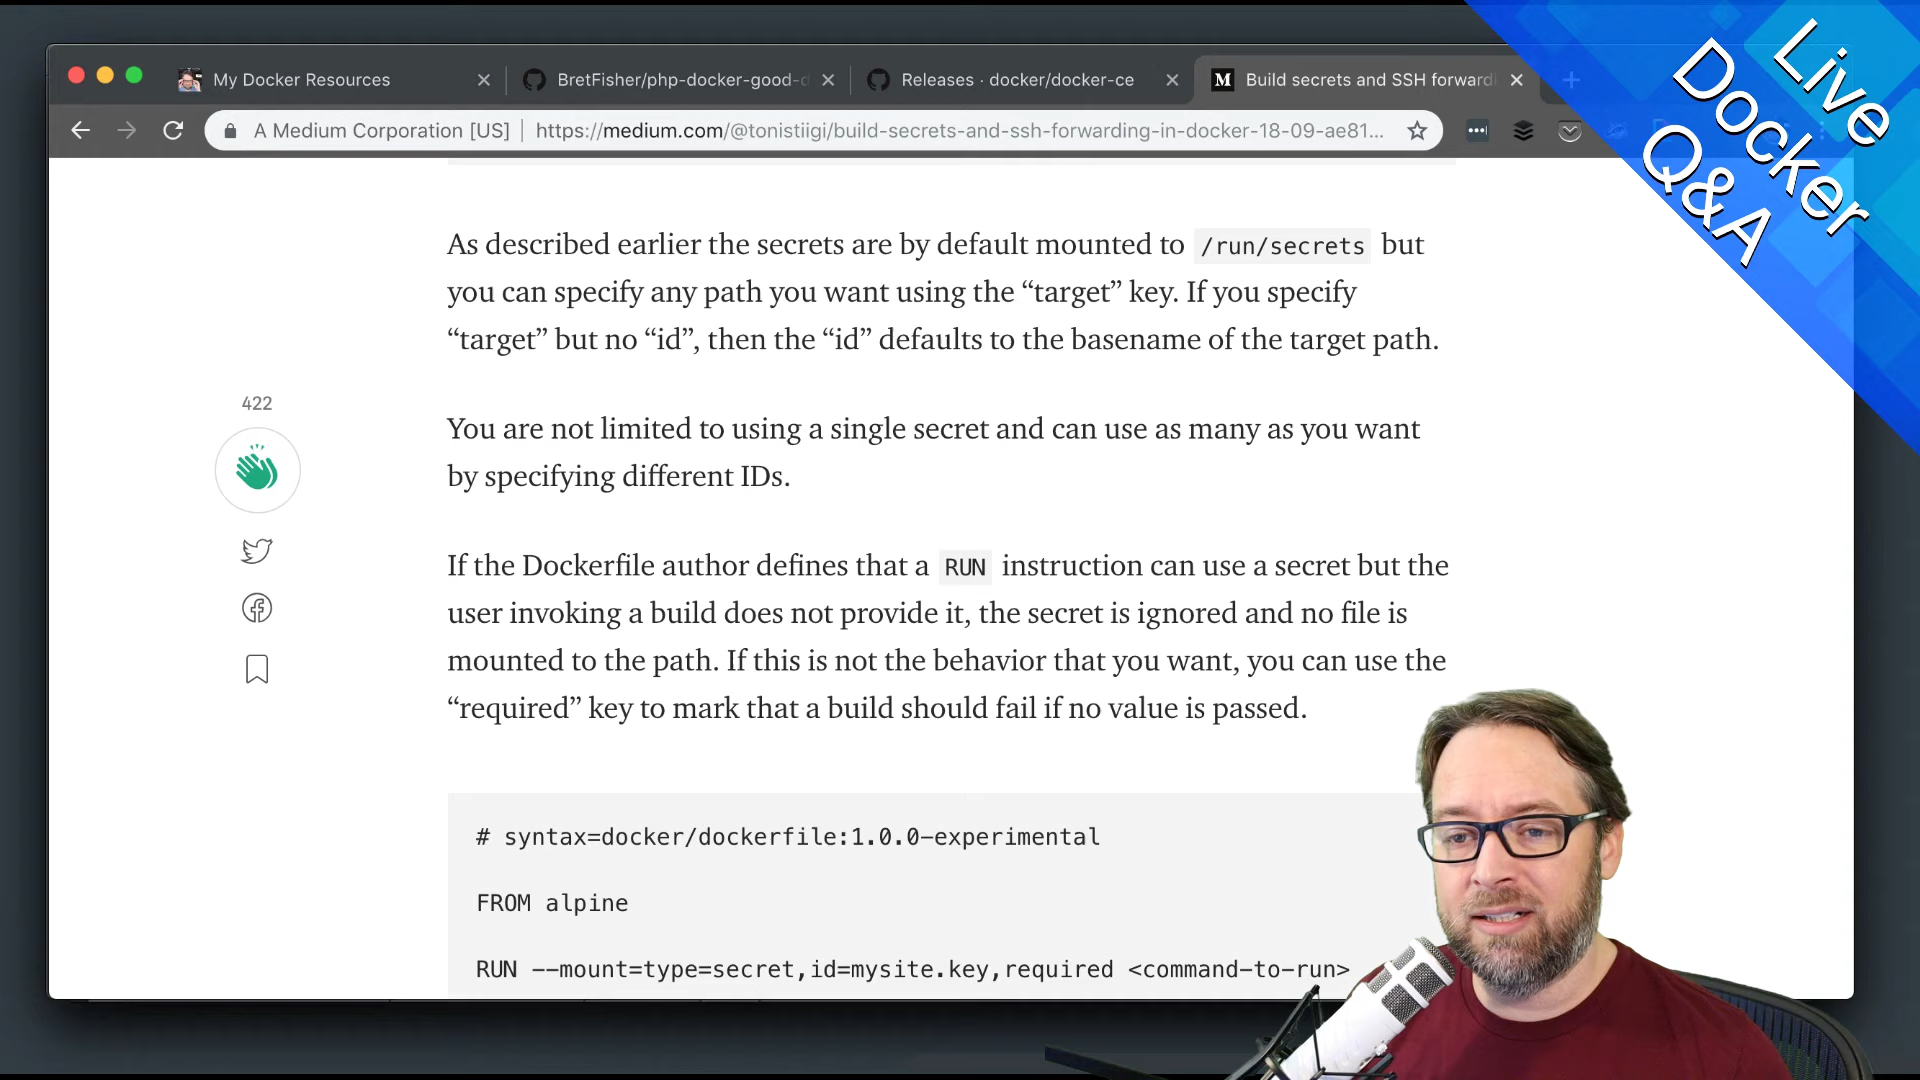 My Docker Resources
BretFisher/php-docker-good-d
Releases · docker/docker-ce
M
Build secrets and SSH forwardi
A Medium Corporation [US]
https://medium.com/@tonistiigi/build-secrets-and-ssh-forwarding-in-docker-18-09-ae81...
Live
Docker
Q&A
As described earlier the secrets are by default mounted to /run/secrets but
you can specify any path you want using the “target” key. If you specify
“target” but no “id”, then the “id” defaults to the basename of the target path.
422
You are not limited to using a single secret and can use as many as you want
by specifying different IDs.
If the Dockerfile author defines that a RUN instruction can use a secret but the
user invoking a build does not provide it, the secret is ignored and no file is
mounted to the path. If this is not the behavior that you want, you can use the
“required” key to mark that a build should fail if no value is passed.
# syntax=docker/dockerfile:1.0.0-experimental
FROM alpine
RUN --mount=type=secret,id=mysite.key,required <command-to-run>